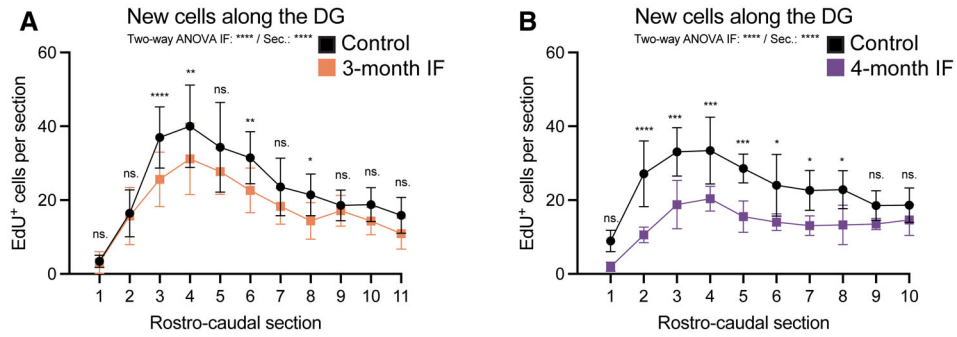 A
New cells along the DG
Two-way ANOVA IF: **** / Sec.: ****
Control
3-month IF
EdU+ cells per section
60
40
20
0
ns.
ns.
****
**
ns.
**
ns.
*
ns.
ns.
ns.
1 2 3 4 5 6 7 8 9 10 11
Rostro-caudal section
B
New cells along the DG
Two-way ANOVA IF: **** / Sec.: ****
Control
4-month IF
EdU+ cells per section
60
40
20
0
ns.
****
***
***
***
*
*
*
ns.
ns.
1 2 3 4 5 6 7 8 9 10
Rostro-caudal section